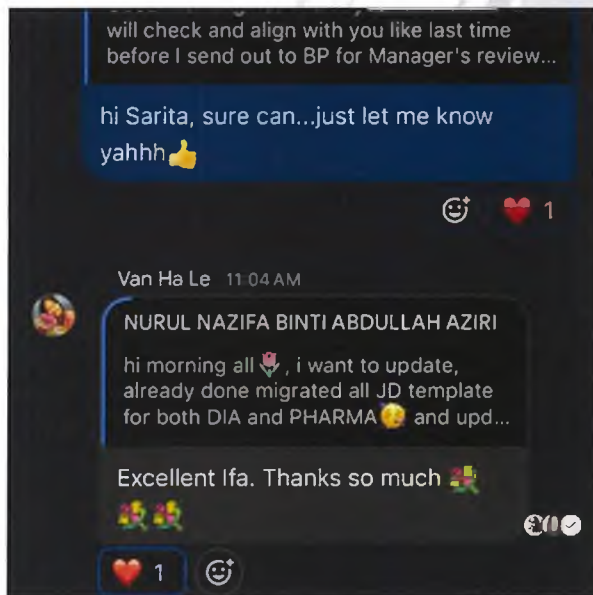 will check and align with you like last time
before I send out to BP for Manager's review...
hi Sarita, sure can...just let me know
yahhh👍
❤️ 1
Van Ha Le 11:04 AM
NURUL NAZIFA BINTI ABDULLAH AZIRI
hi morning all🌷, i want to update,
already done migrated all JD template
for both DIA and PHARMA🥳 and upd...
Excellent Ifa. Thanks so much 💐
💐💐
❤️ 1